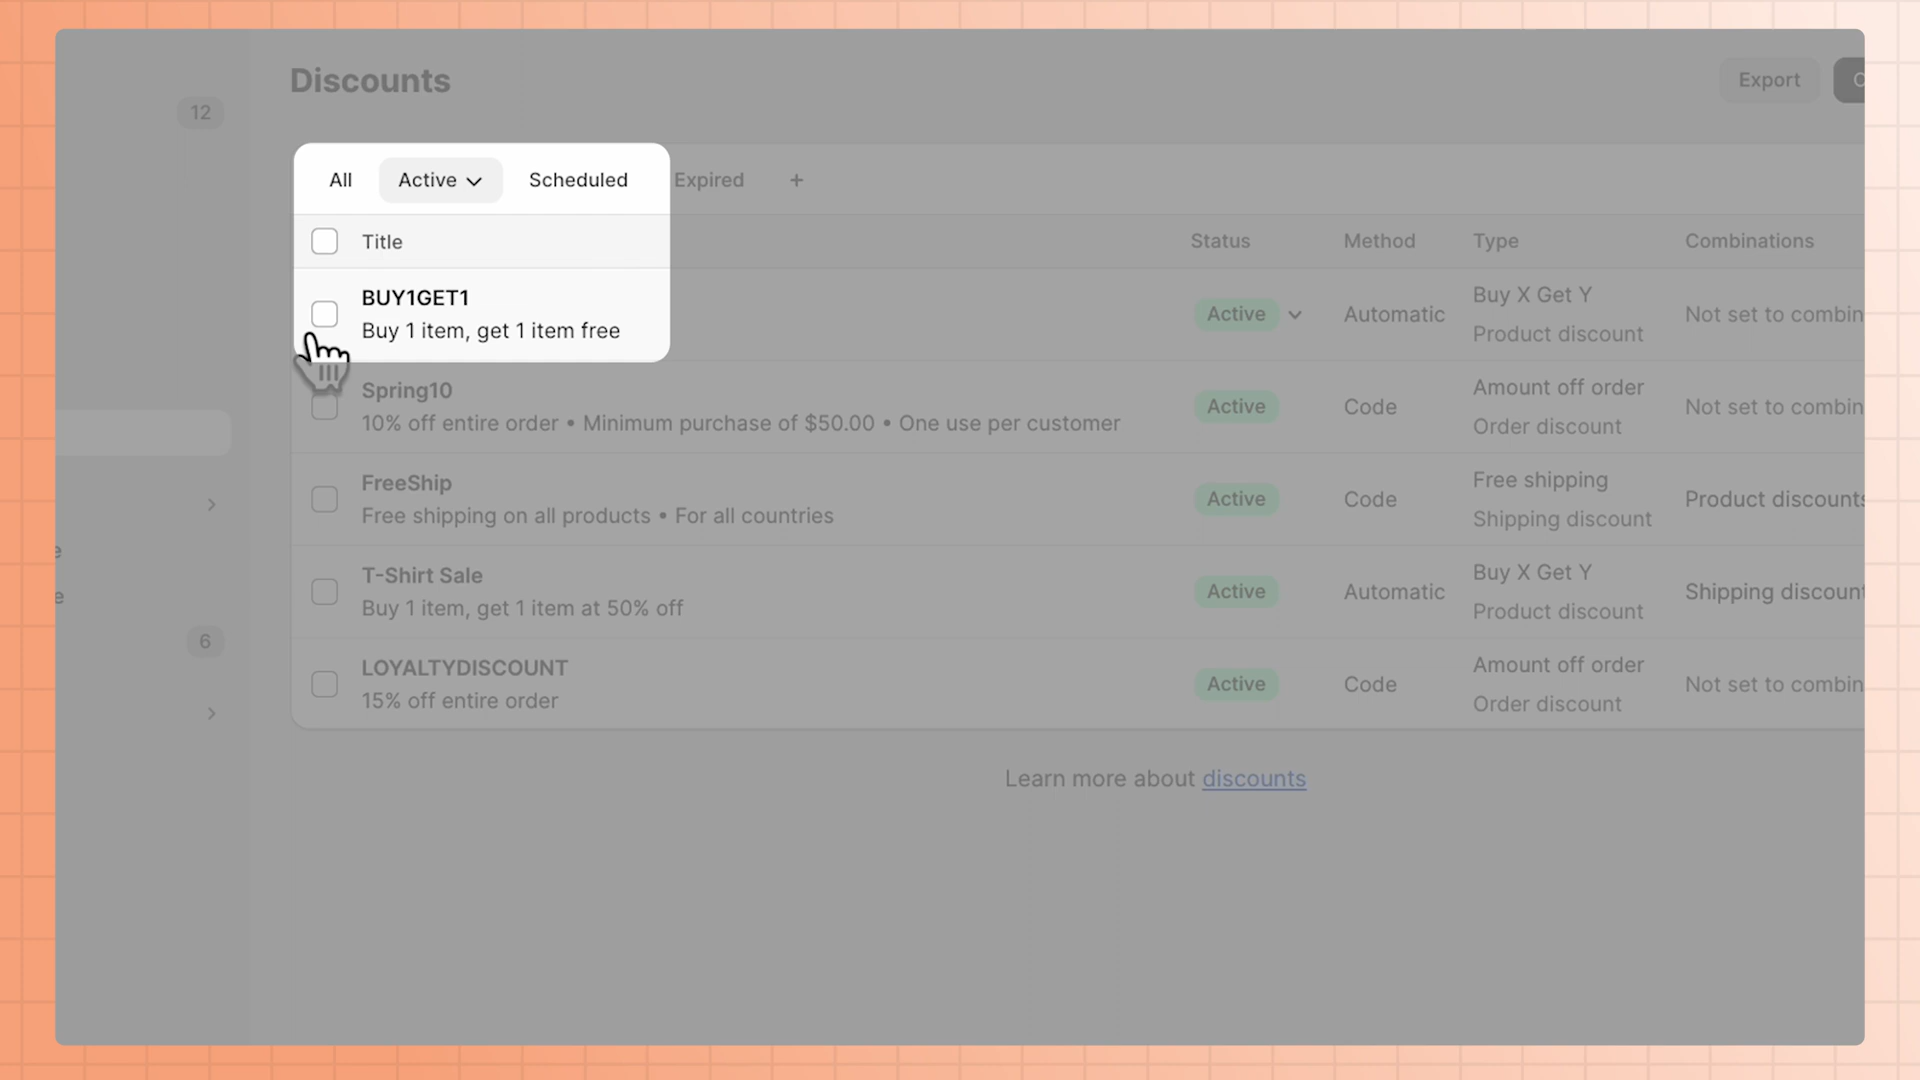 Discounts
Export
12
All Active Scheduled Expired +
Title Status Method Type Combinations
BUY1GET1
Buy 1 item, get 1 item free
Active
Automatic
Buy X Get Y
Product discount
Not set to combin
Spring10
10% off entire order • Minimum purchase of $50.00 • One use per customer
Active
Code
Amount off order
Order discount
Not set to combin
FreeShip
Free shipping on all products • For all countries
Active
Code
Free shipping
Shipping discount
Product discounts
e
e
T-Shirt Sale
Buy 1 item, get 1 item at 50% off
Active
Automatic
Buy X Get Y
Product discount
Shipping discount
6
LOYALTYDISCOUNT
15% off entire order
Active
Code
Amount off order
Order discount
Not set to combin
Learn more about discounts